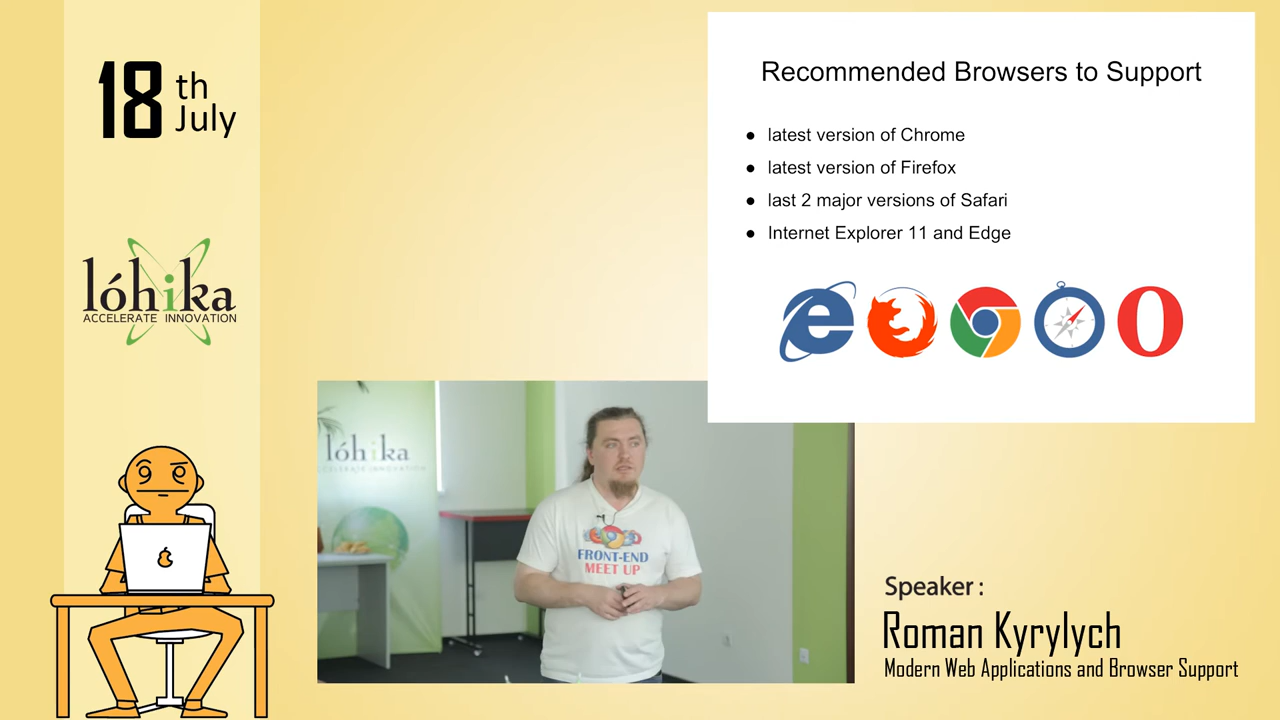 18 th
July
lóhika
ACCELERATE INNOVATION
Recommended Browsers to Support
● latest version of Chrome
● latest version of Firefox
● last 2 major versions of Safari
● Internet Explorer 11 and Edge
lóhika
ACCELERATE INNOVATION
FRONT-END
MEET UP
Speaker :
Roman Kyrylych
Modern Web Applications and Browser Support